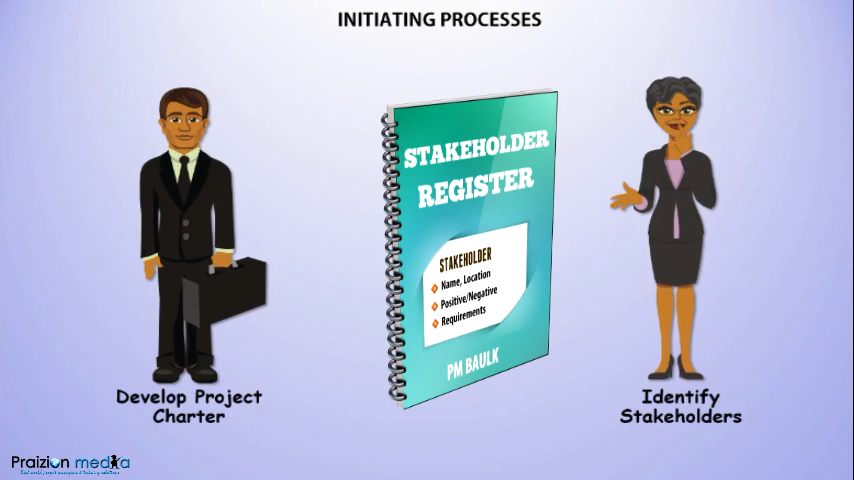 INITIATING PROCESSES
STAKEHOLDER
REGISTER
STAKEHOLDER
Name, Location
Positive/Negative
Requirements
PM BAULK
Develop Project
Charter
Identify
Stakeholders
Praizion media